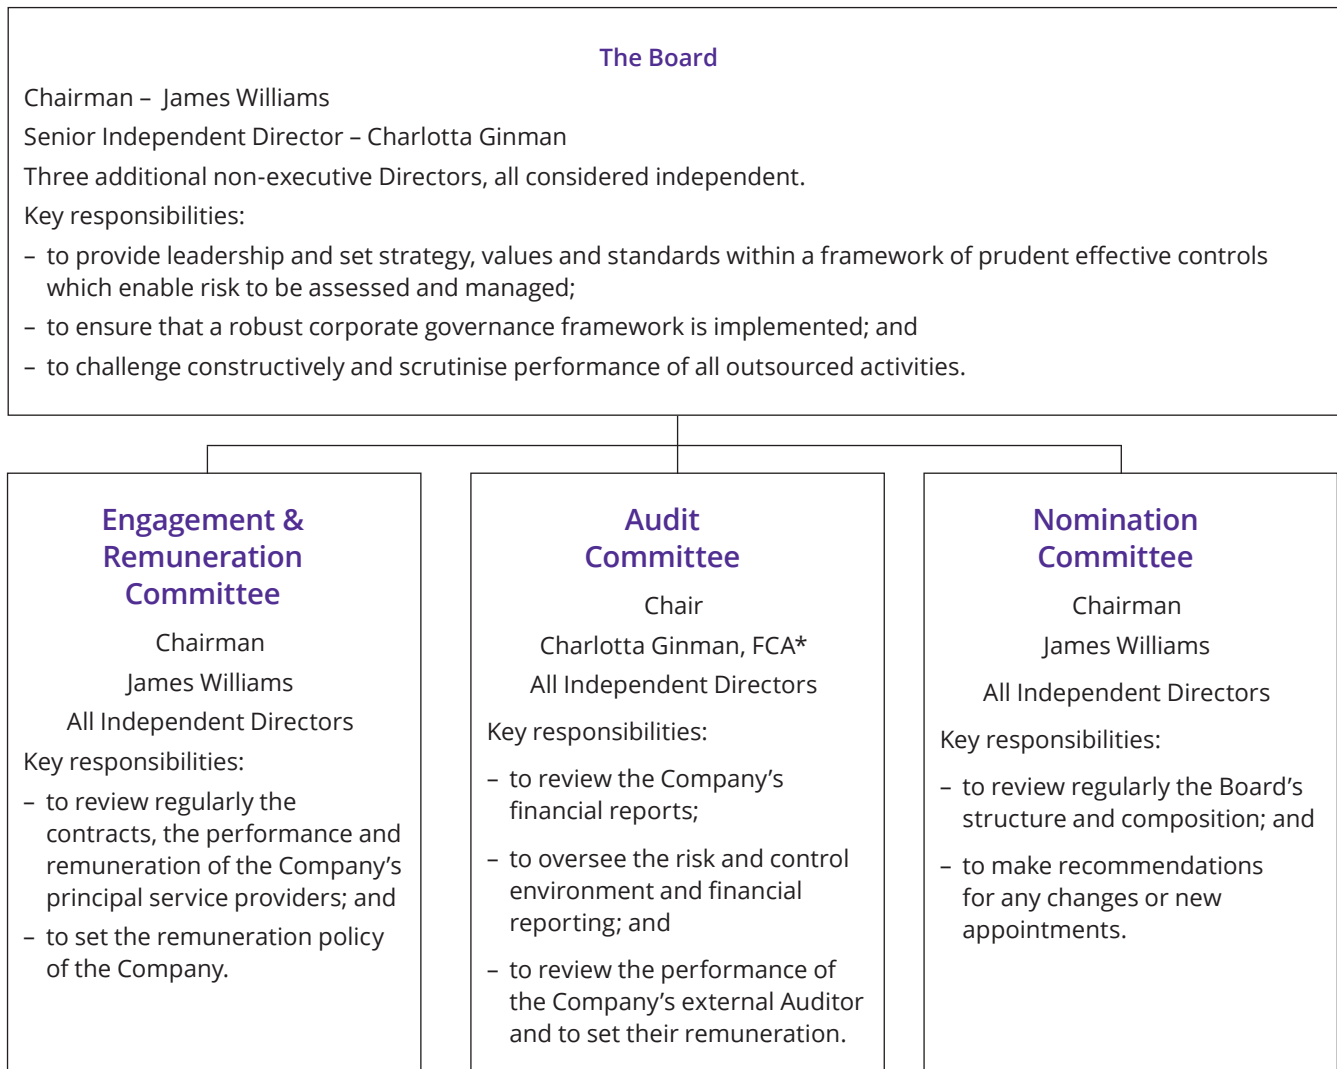 The Board
Chairman –  James Williams
Senior Independent Director – Charlotta Ginman
Three additional non-executive Directors, all considered independent.
Key responsibilities:
– to provide leadership and set strategy, values and standards within a framework of prudent effective controls
which enable risk to be assessed and managed;
– to ensure that a robust corporate governance framework is implemented; and
– to challenge constructively and scrutinise performance of all outsourced activities.
Engagement &
Remuneration
Committee
Chairman
James Williams
All Independent Directors
Key responsibilities:
– to review regularly the
contracts, the performance and
remuneration of the Company’s
principal service providers; and
– to set the remuneration policy
of the Company.
Audit
Committee
Chair
Charlotta Ginman, FCA*
All Independent Directors
Key responsibilities:
– to review the Company’s
financial reports;
– to oversee the risk and control
environment and financial
reporting; and
– to review the performance of
the Company’s external Auditor
and to set their remuneration.
Nomination
Committee
Chairman
James Williams
All Independent Directors
Key responsibilities:
– to review regularly the Board’s
structure and composition; and
– to make recommendations
for any changes or new
appointments.